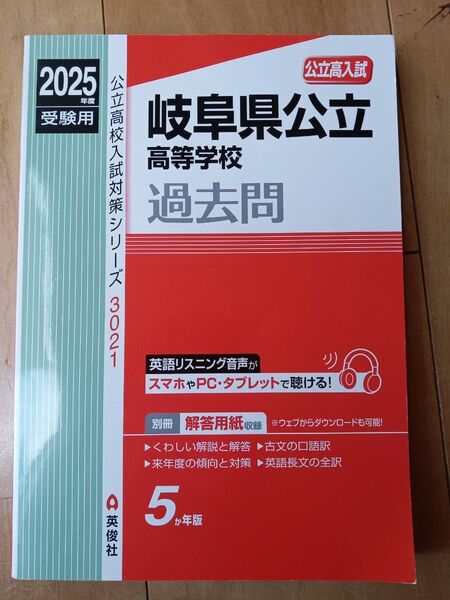 2025年度
受験用
公立高校入試対策シリーズ 3021
公立高入試
岐阜県公立
高等学校
過去問
英語リスニング音声が
スマホやPC・タブレットで聴ける!
別冊 解答用紙収録 ※ウェブからダウンロードも可能!
▶くわしい解説と解答 ▶古文の口語訳
▶来年度の傾向と対策 ▶英語長文の全訳
5か年版
英俊社